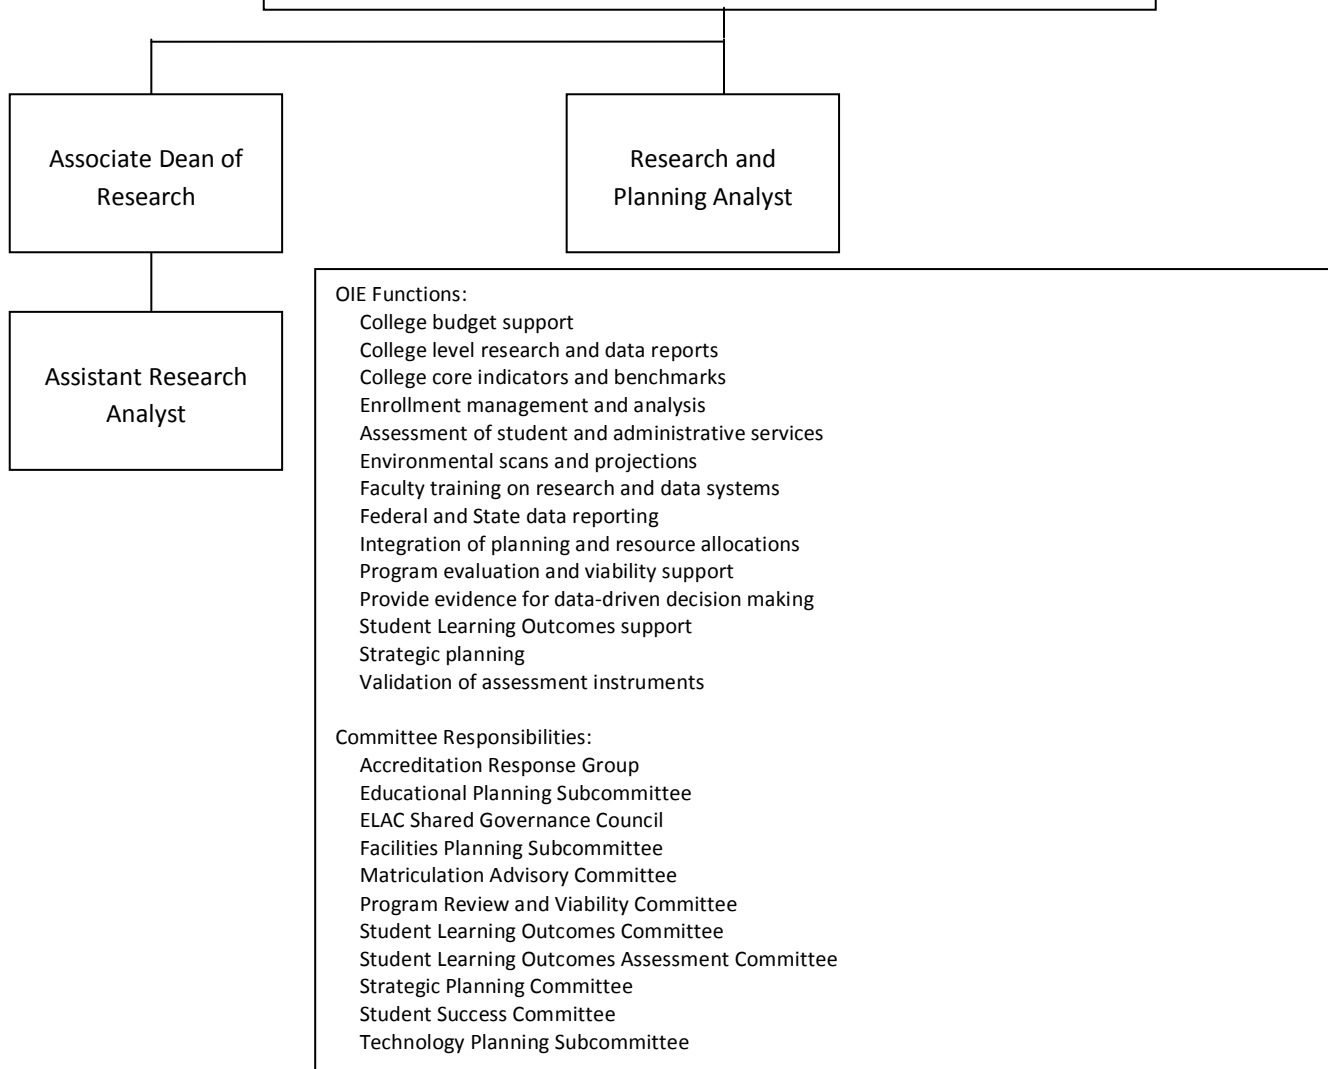 Associate Dean of
Research
Research and
Planning Analyst
Assistant Research
Analyst
OIE Functions:
College budget support
College level research and data reports
College core indicators and benchmarks
Enrollment management and analysis
Assessment of student and administrative services
Environmental scans and projections
Faculty training on research and data systems
Federal and State data reporting
Integration of planning and resource allocations
Program evaluation and viability support
Provide evidence for data-driven decision making
Student Learning Outcomes support
Strategic planning
Validation of assessment instruments
Committee Responsibilities:
Accreditation Response Group
Educational Planning Subcommittee
ELAC Shared Governance Council
Facilities Planning Subcommittee
Matriculation Advisory Committee
Program Review and Viability Committee
Student Learning Outcomes Committee
Student Learning Outcomes Assessment Committee
Strategic Planning Committee
Student Success Committee
Technology Planning Subcommittee